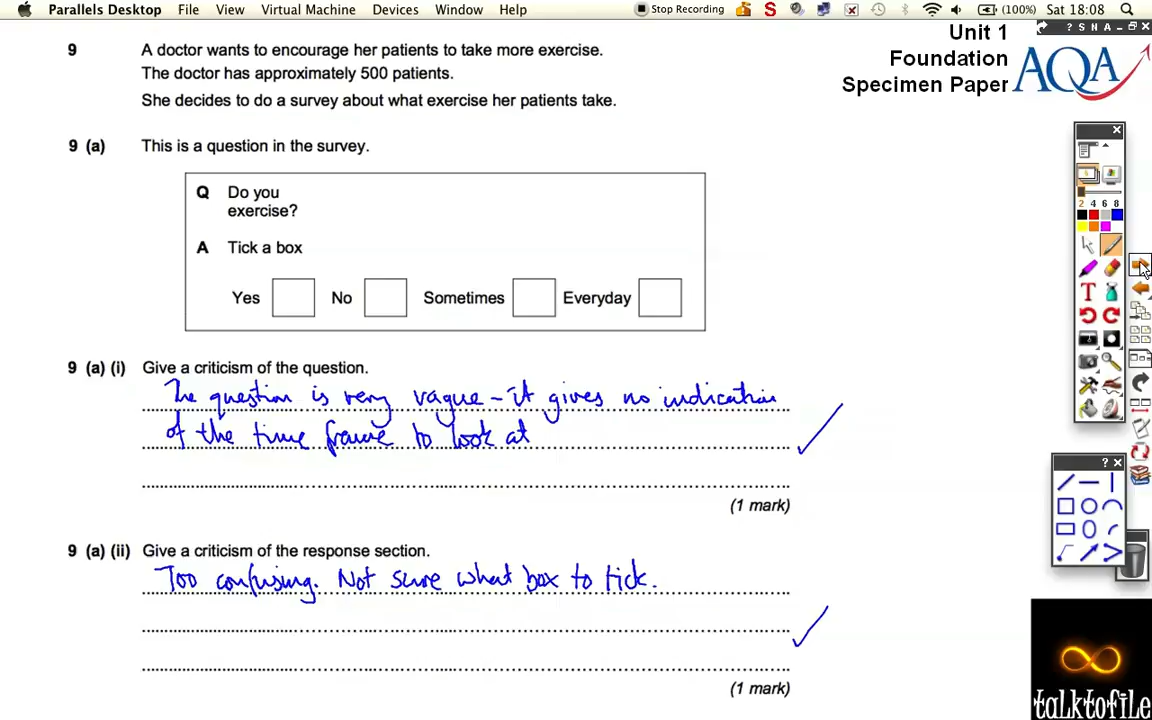 Parallels Desktop File View Virtual Machine Devices Window Help Stop Recording (100%) Sat 18:08
Unit 1
Foundation
Specimen Paper
AQA
9 A doctor wants to encourage her patients to take more exercise.
The doctor has approximately 500 patients.
She decides to do a survey about what exercise her patients take.
9 (a) This is a question in the survey.
Q Do you
exercise?
A Tick a box
Yes No Sometimes Everyday
9 (a) (i) Give a criticism of the question.
The question is very vague - it gives no indication
of the time frame to look at
(1 mark)
9 (a) (ii) Give a criticism of the response section.
Too confusing. Not sure what box to tick.
(1 mark)
? S N A
2 4 6 8
T
?
talktofile